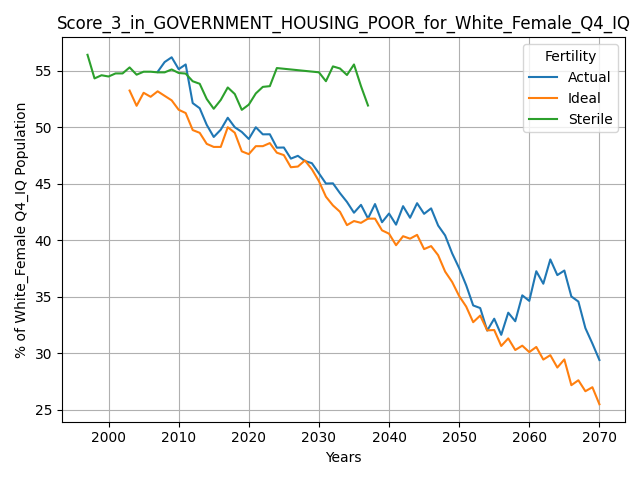 Score_3_in_GOVERNMENT_HOUSING_POOR_for_White_Female_Q4_IQ
Fertility
Actual
Ideal
Sterile
% of White_Female Q4_IQ Population
55
50
45
40
35
30
25
2000 2010 2020 2030 2040 2050 2060 2070
Years